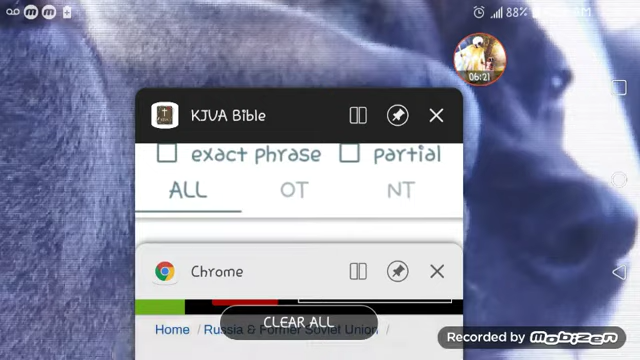 88%
06:21
KJVA Bible
exact phrase partial
ALL OT NT
Chrome
CLEAR ALL
Home / Russia & Former Soviet Union /
Recorded by mobizen